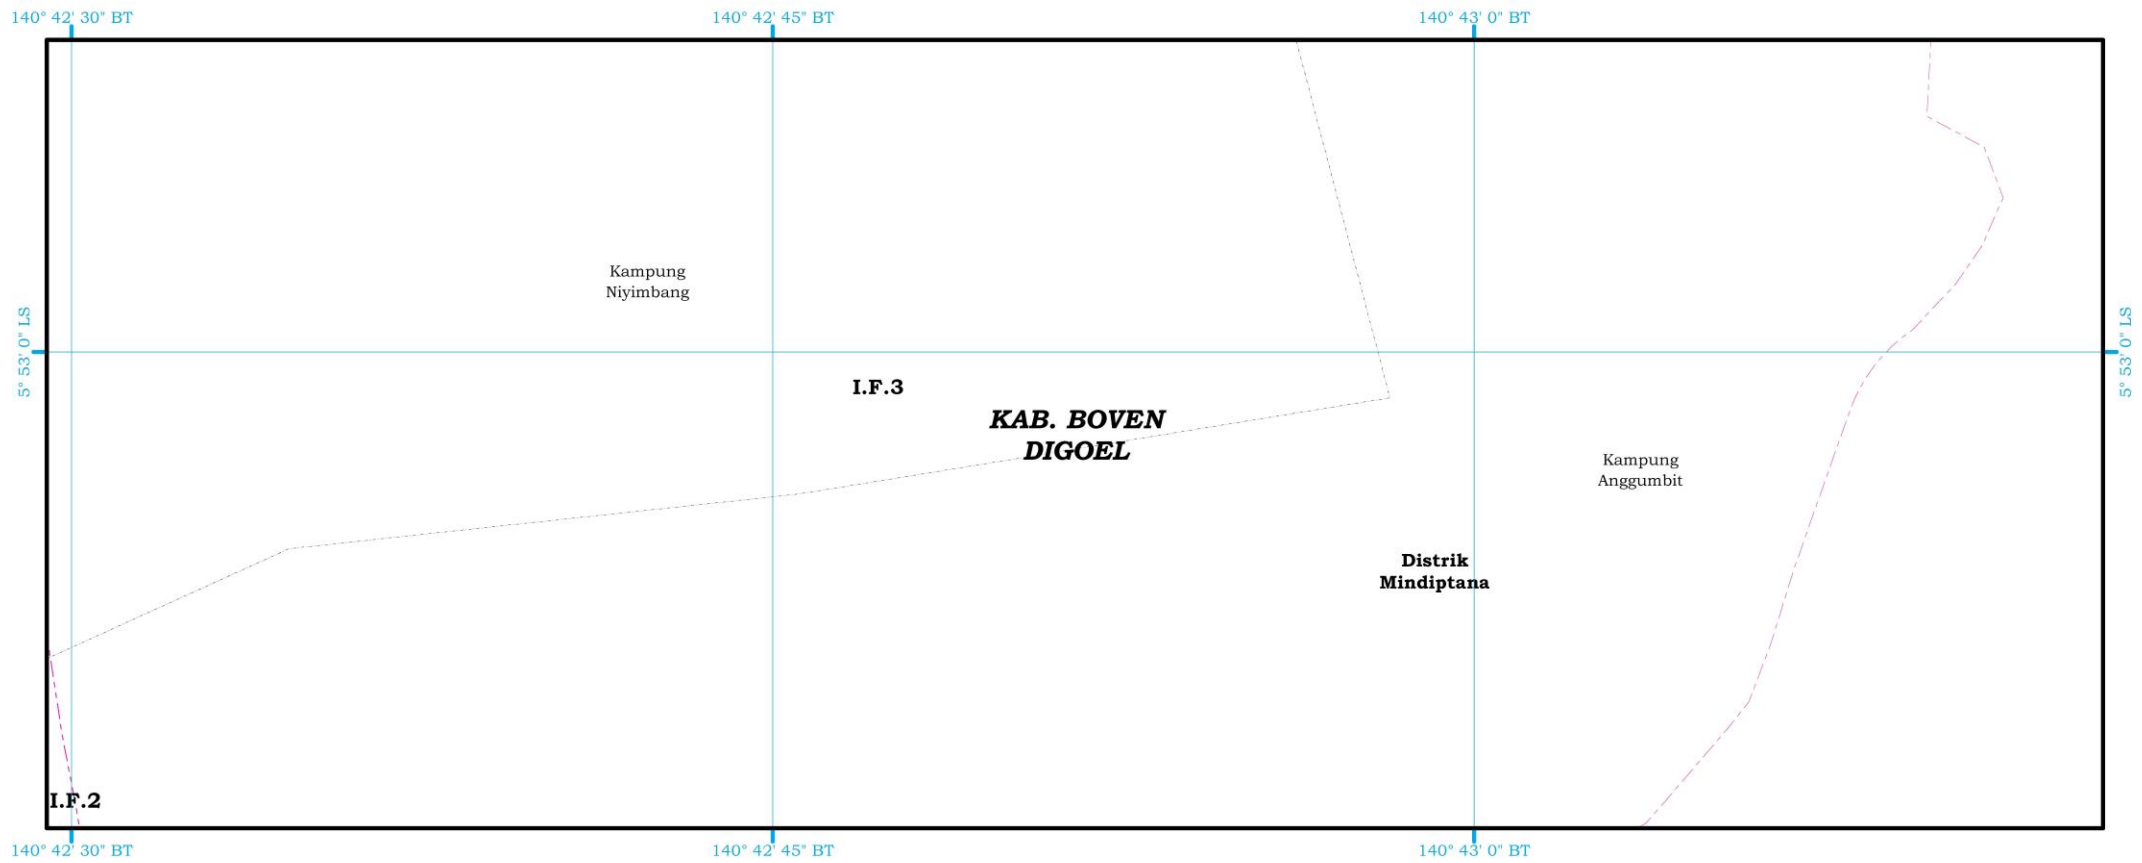 140° 42' 30" BT
140° 42' 45" BT
140° 43' 0" BT
Kampung
Niyimbang
5° 53' 0" LS
5° 53' 0" LS
I.F.3
KAB. BOVEN
DIGOEL
Kampung
Anggumbit
Distrik
Mindiptana
I.F.2
140° 42' 30" BT
140° 42' 45" BT
140° 43' 0" BT